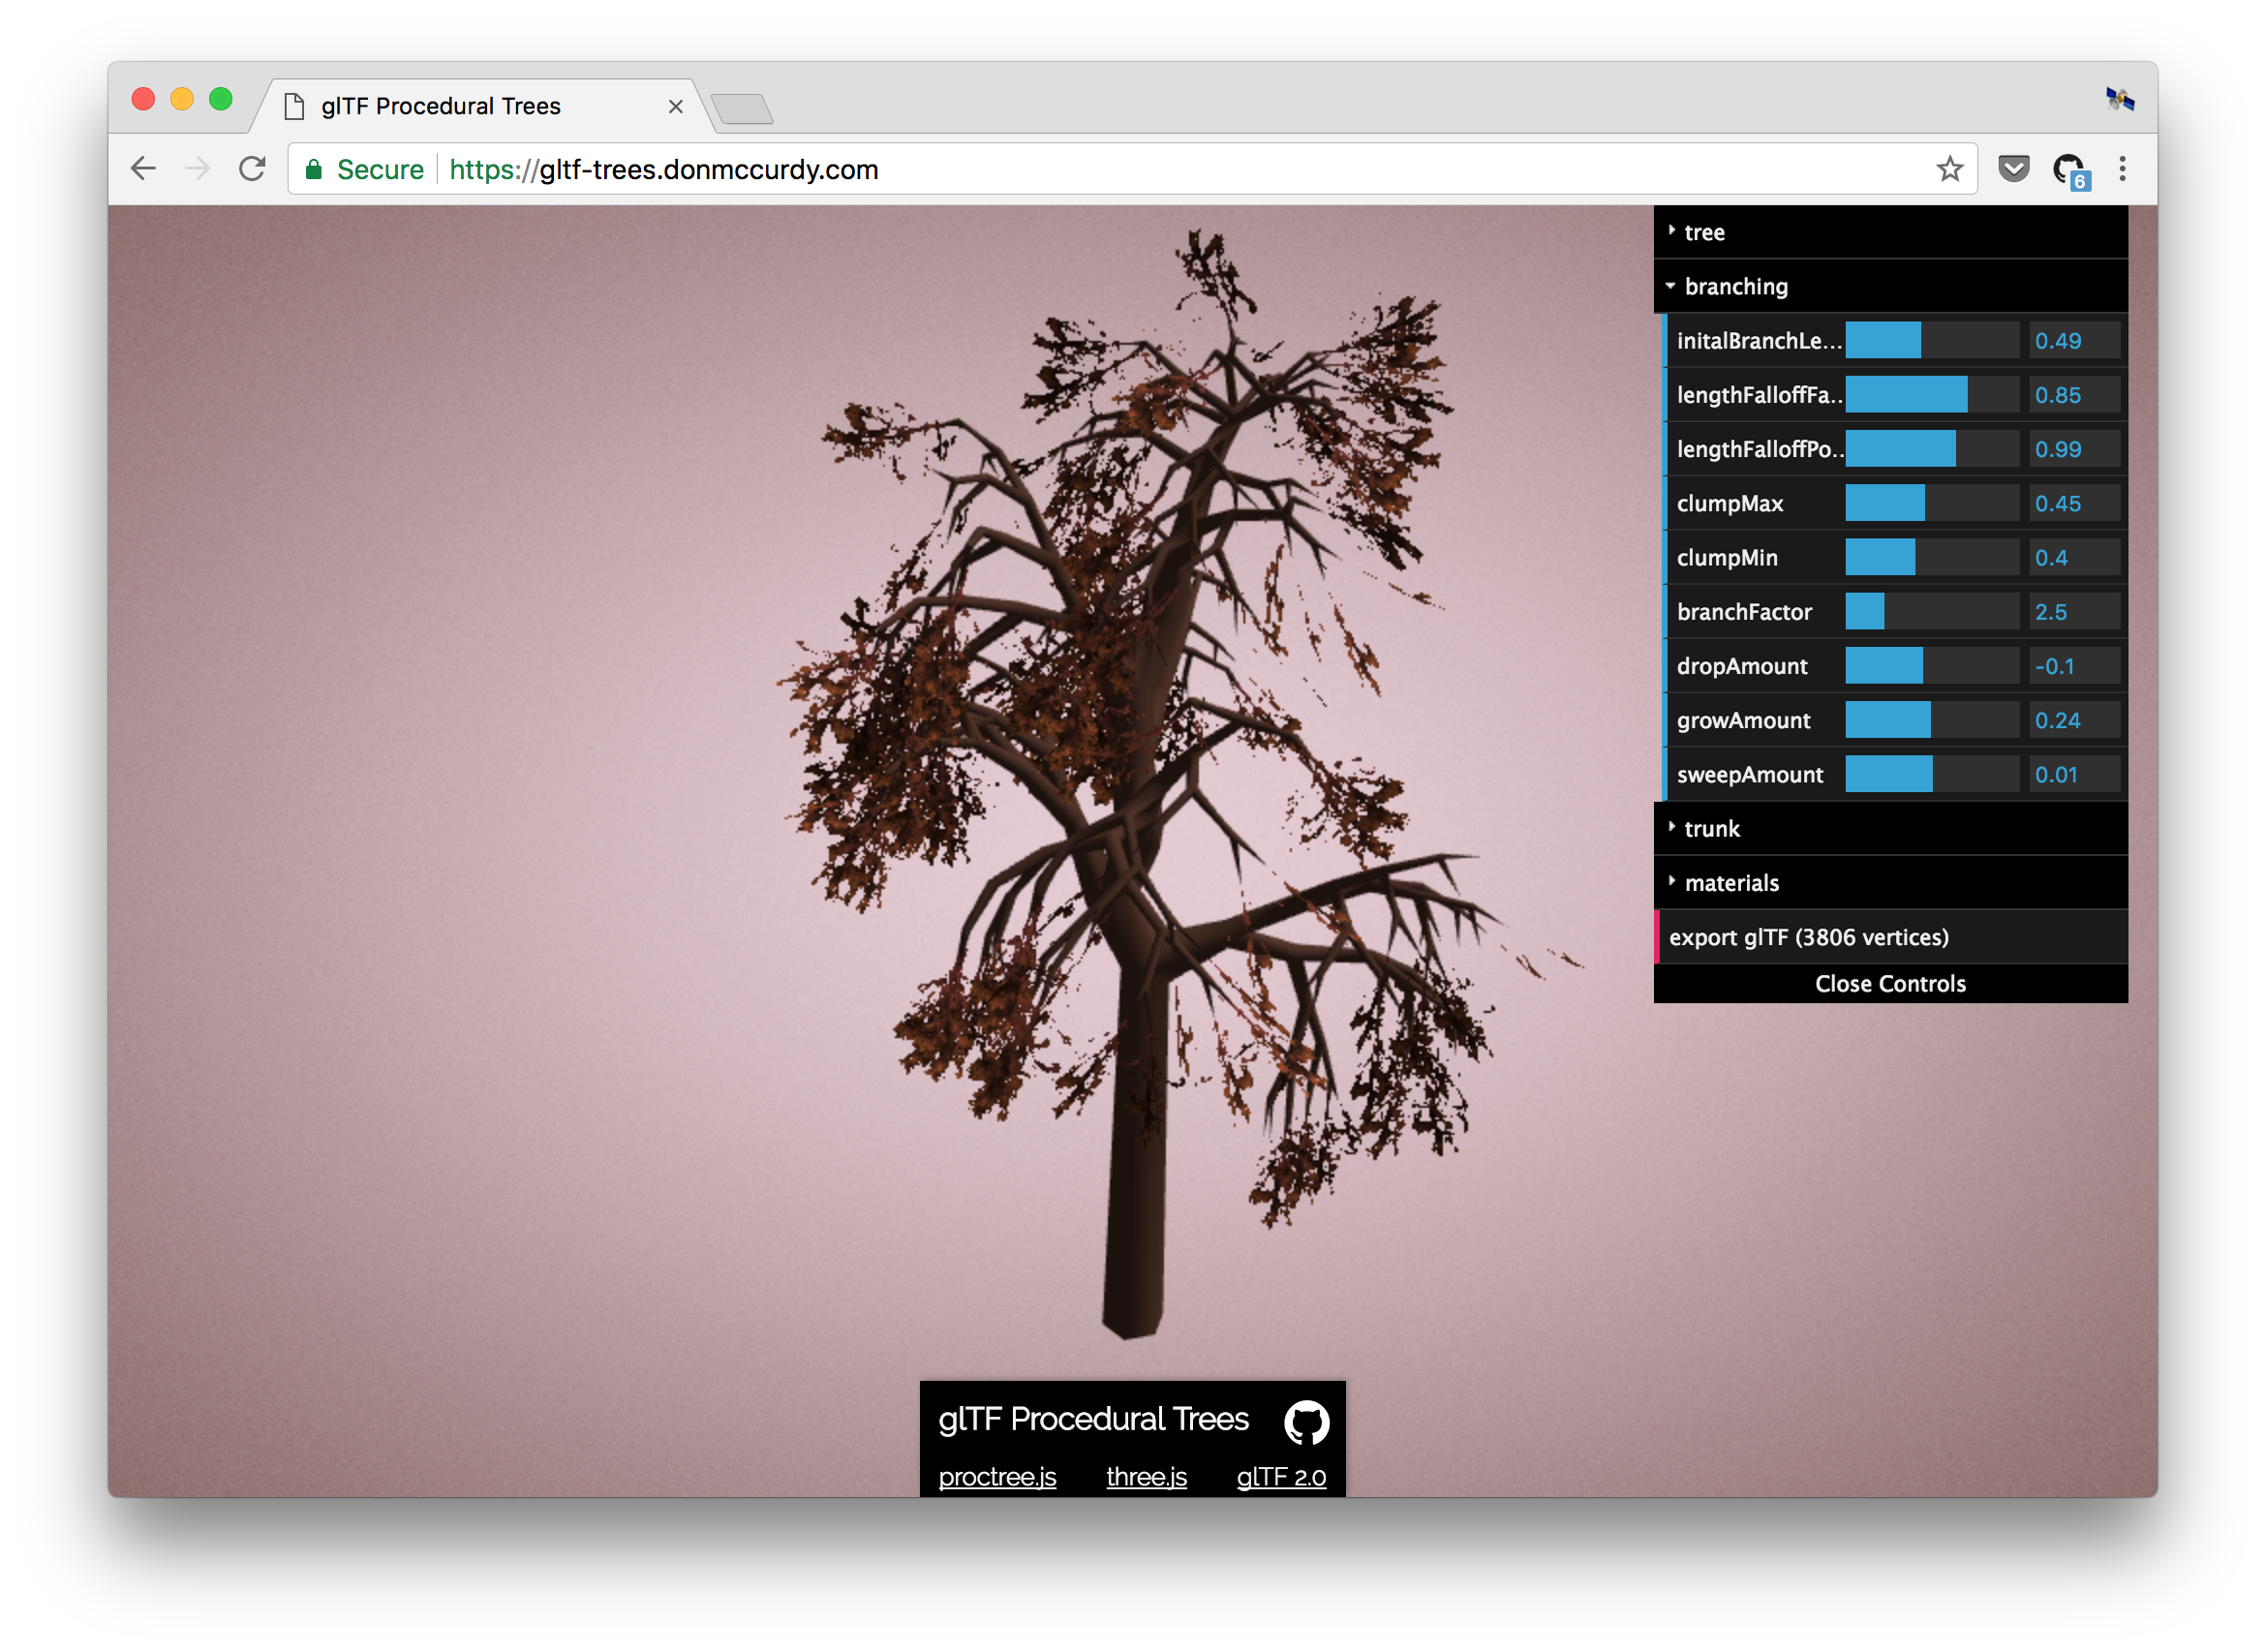 glTF Procedural Trees
Secure https://gltf-trees.donmccurdy.com
6
tree
branching
initalBranchLe... 0.49
lengthFalloffFa... 0.85
lengthFalloffPo... 0.99
clumpMax 0.45
clumpMin 0.4
branchFactor 2.5
dropAmount -0.1
growAmount 0.24
sweepAmount 0.01
trunk
materials
export glTF (3806 vertices)
Close Controls
glTF Procedural Trees
proctree.js three.js glTF 2.0